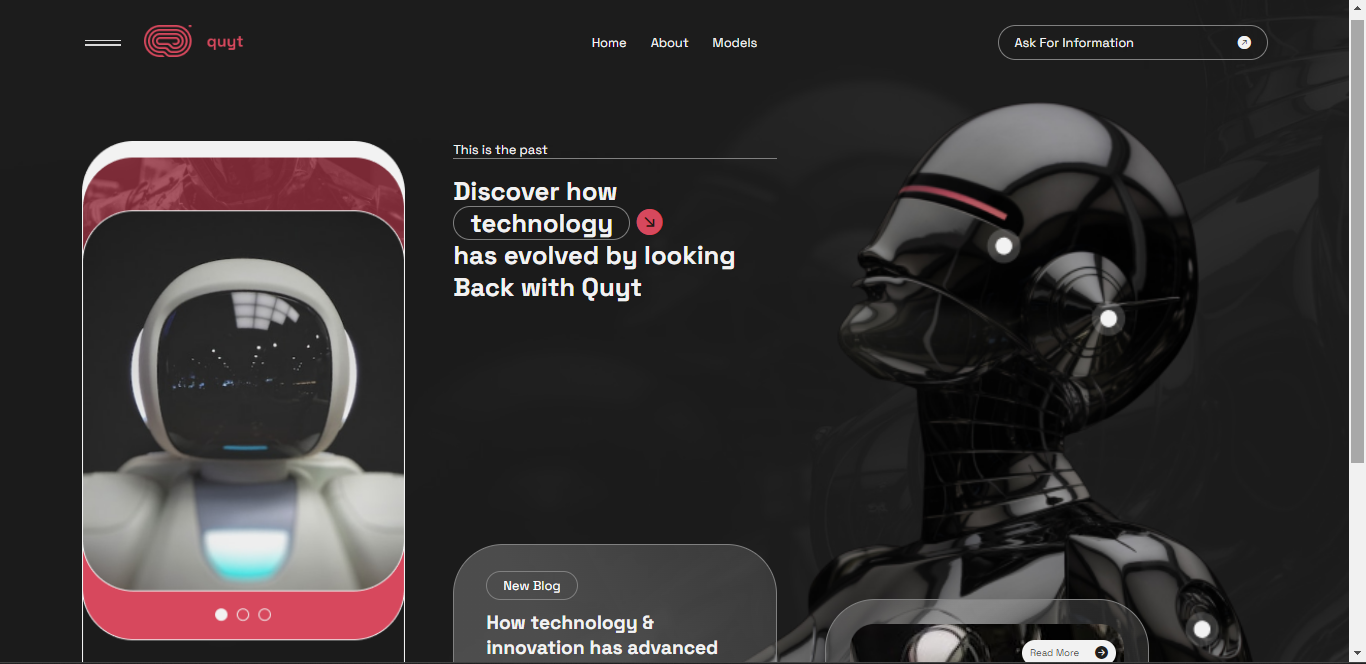 quyt
Home
About
Models
Ask For Information
This is the past
Discover how
technology
has evolved by looking
Back with Quyt
New Blog
How technology &
innovation has advanced
Read More